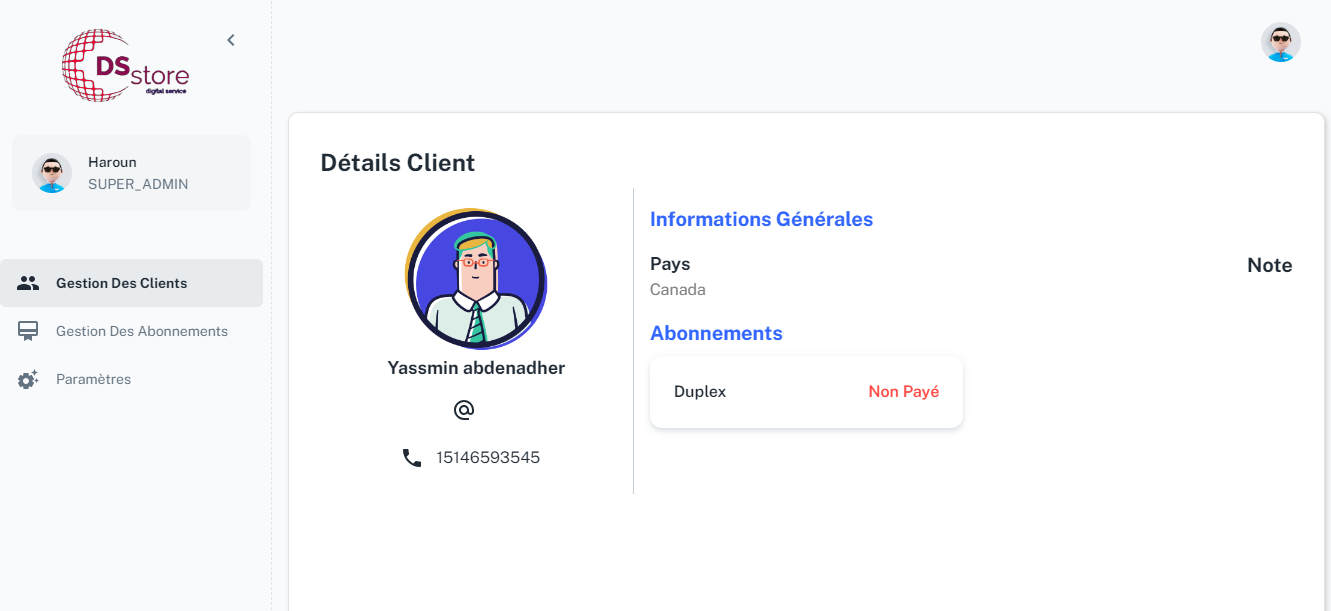 DS
store
digital service
Haroun
SUPER_ADMIN
Gestion Des Clients
Gestion Des Abonnements
Paramètres
Détails Client
Yassmin abdenadher
@
15146593545
Informations Générales
Pays
Note
Canada
Abonnements
Duplex
Non Payé